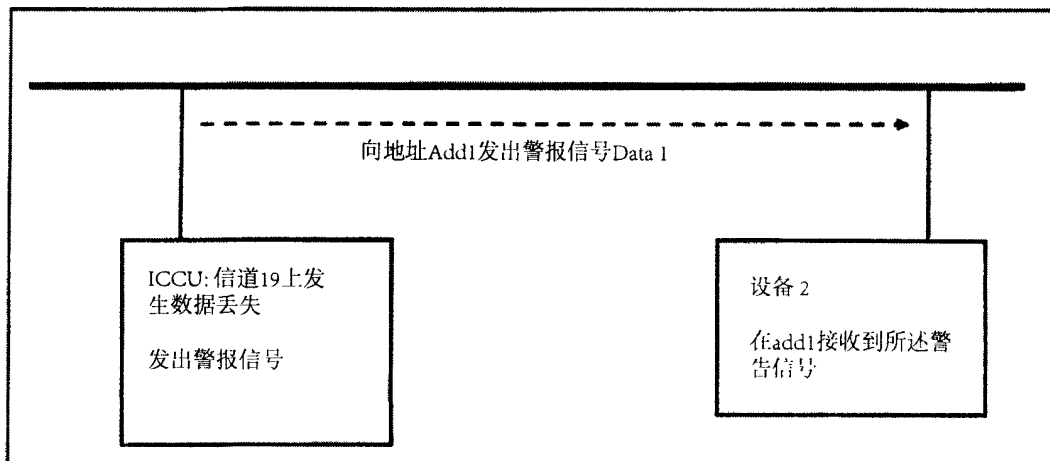 向地址Add1发出警报信号Data 1
ICCU: 信道19上发
生数据丢失
发出警报信号
设备 2
在add1接收到所述警
告信号